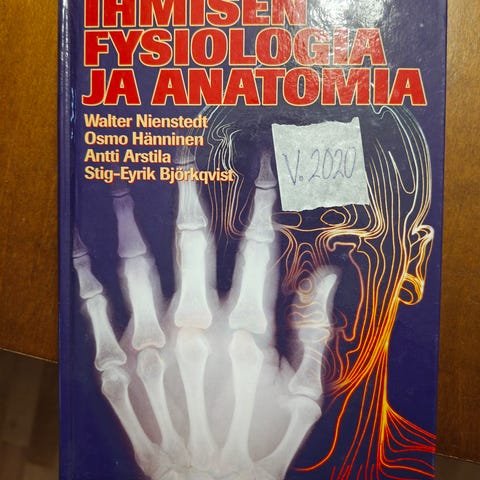 IHMISEN
FYSIOLOGIA
JA ANATOMIA
Walter Nienstedt
Osmo Hänninen
Antti Arstila
Stig-Eyrik Björkqvist
V. 2020